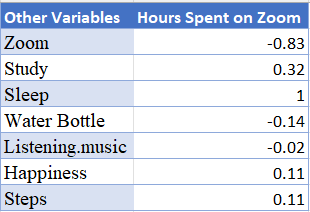 Other Variables Hours Spent on Zoom
Zoom -0.83
Study 0.32
Sleep 1
Water Bottle -0.14
Listening.music -0.02
Happiness 0.11
Steps 0.11